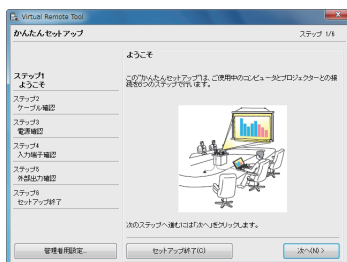 Virtual Remote Tool
かんたんセットアップ
ステップ 1/6
ようこそ
ステップ1
ようこそ
ステップ2
ケーブル確認
ステップ3
電源確認
ステップ4
入力端子確認
ステップ5
外部出力確認
ステップ6
セットアップ終了
この"かんたんセットアップ"は、ご使用中のコンピュータとプロジェクターとの接
続を6つのステップで行います。
次のステップへ進むには「次へ」をクリックします。
管理者用設定...
セットアップ終了(C)
次へ(N) >